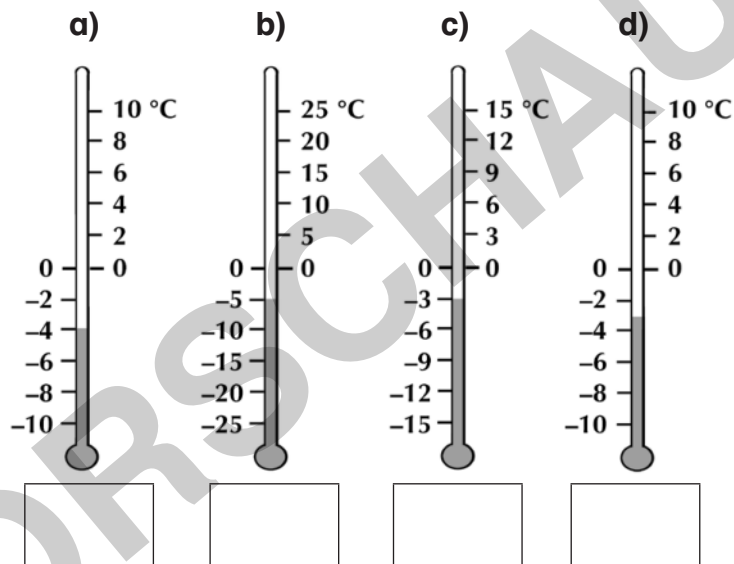 a) b) c) d)
10 °C 25 °C 15 °C 10 °C
8 20 12 8
6 15 9 6
4 10 6 4
2 5 3 2
0 0 0 0 0 0 0 0
–2 –5 –3 –2
–4 –10 –6 –4
–6 –15 –9 –6
–8 –20 –12 –8
–10 –25 –15 –10
ORSCHAU